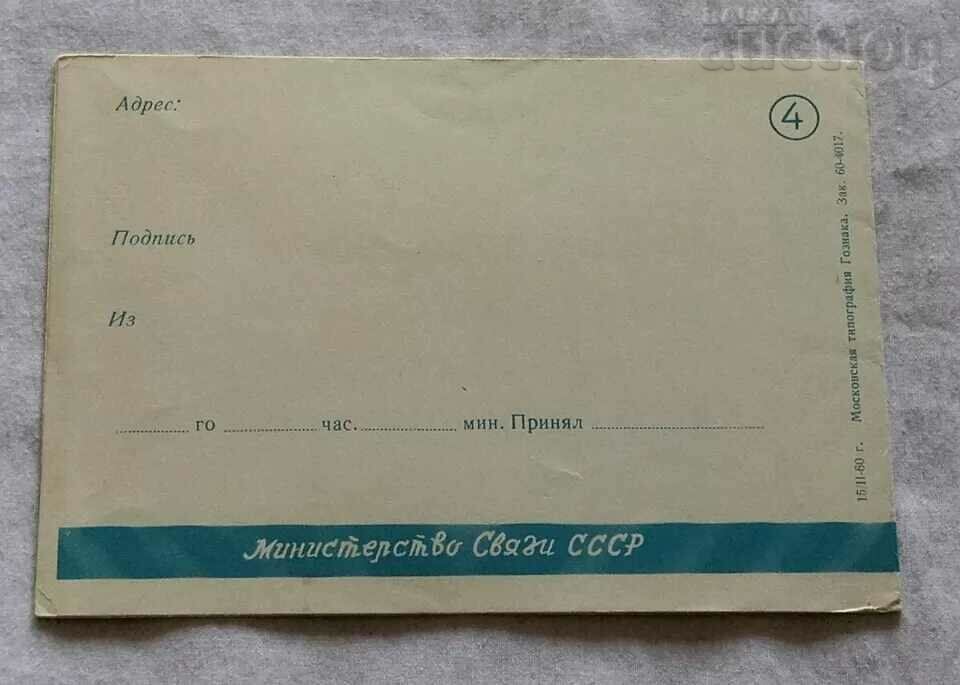 auction
Адрес:
4
Подпись
Из
го час. мин. Принял
Министерство Связи СССР
15/II-60 г. Московская типография Гознака. Зак. 60-4017.